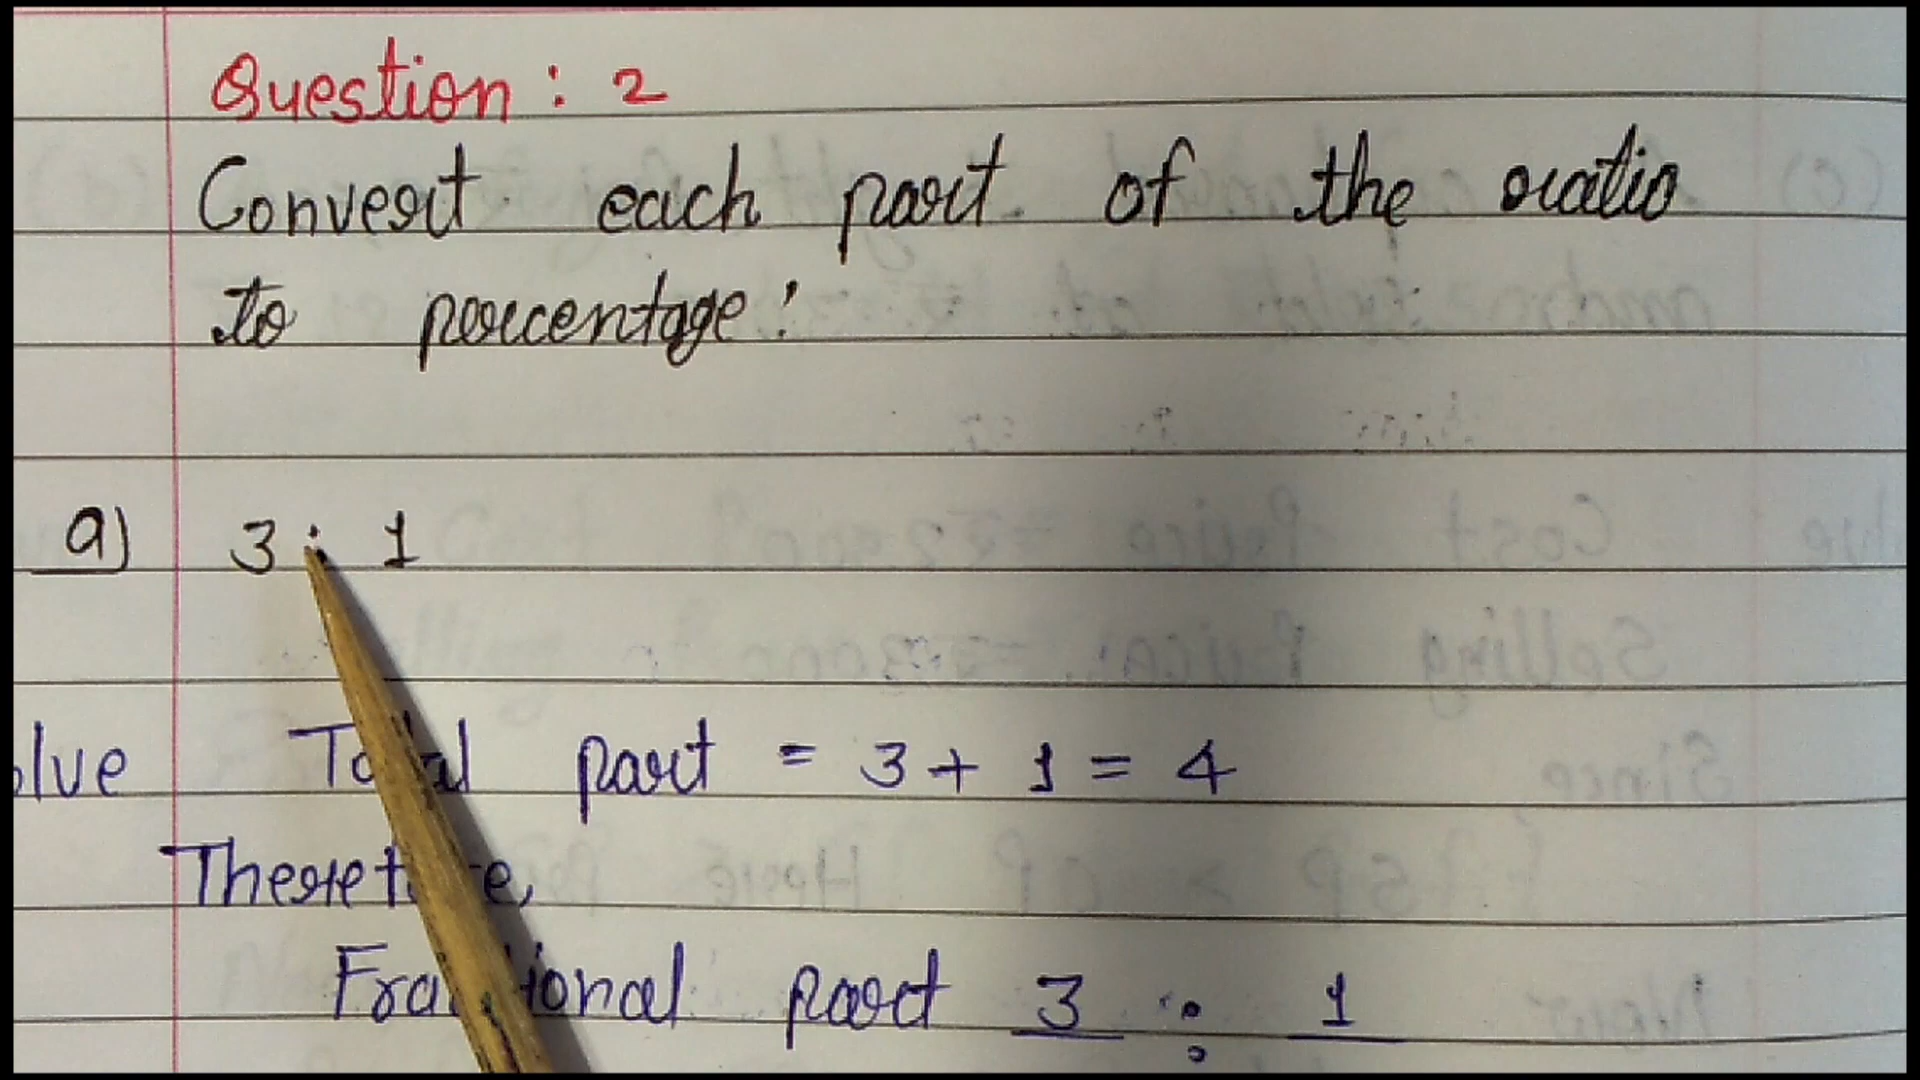 Question: 2
Convert each part of the ratio
to percentage:
a) 3 : 1
olve Total part = 3 + 1 = 4
Therefore,
Fractional part 3 : 1